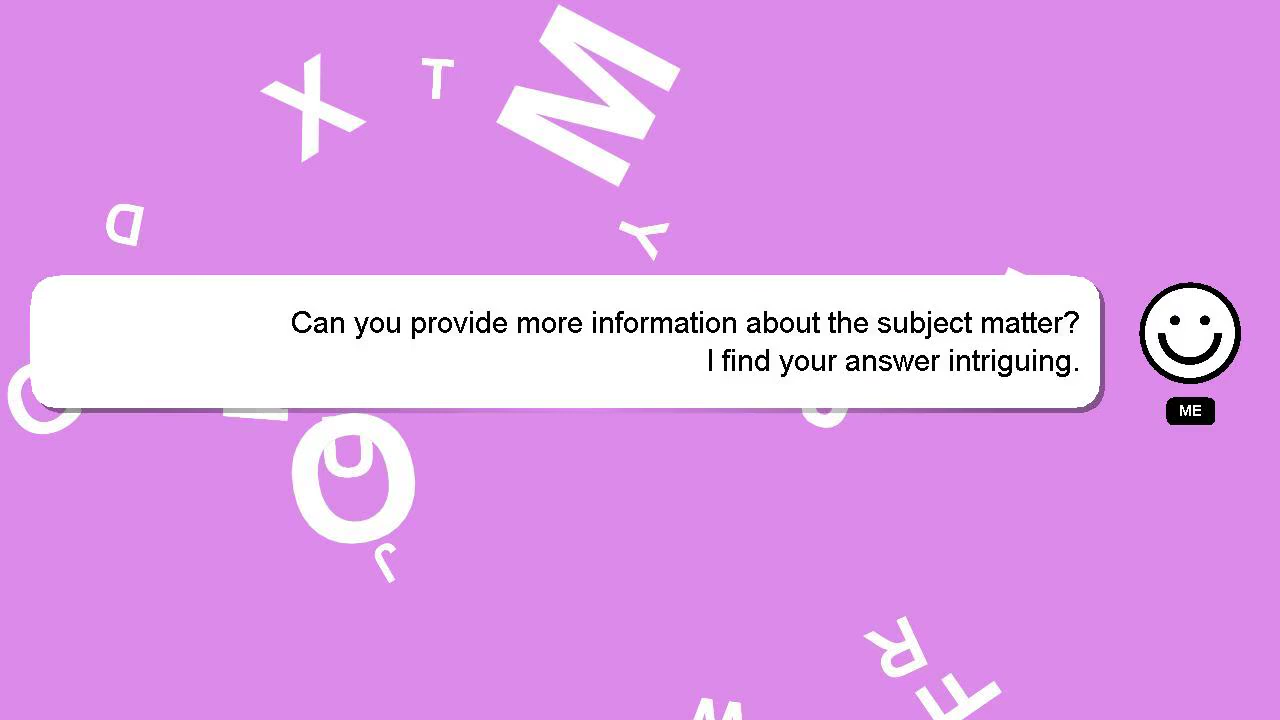 X
T
M
D
Y
Can you provide more information about the subject matter?
I find your answer intriguing.
ME
O
U
J
R
F
W